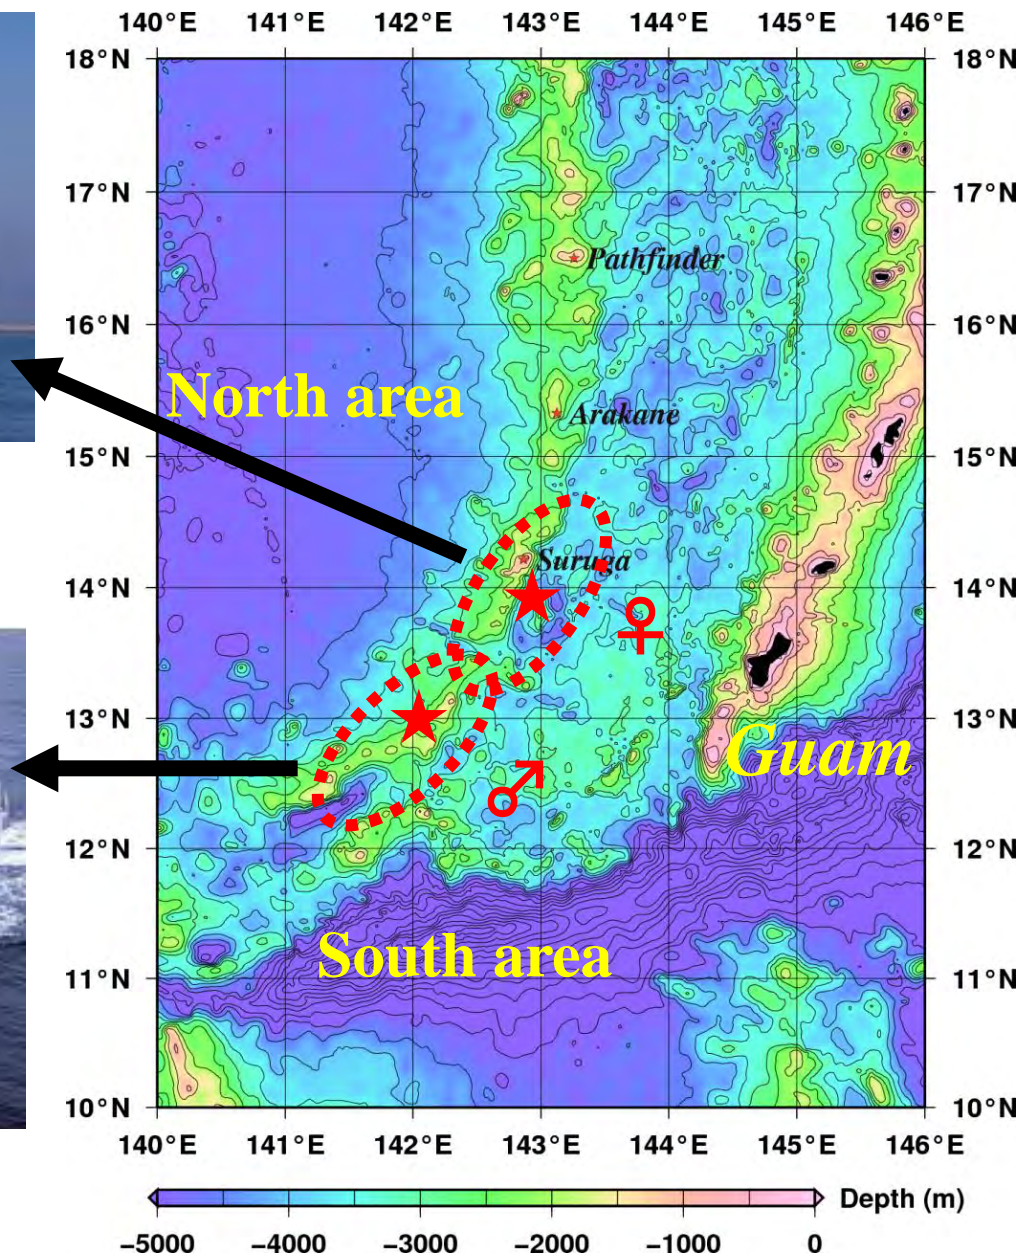 140°E 141°E 142°E 143°E 144°E 145°E 146°E
18°N 18°N
17°N 17°N
Pathfinder
16°N 16°N
North area
Arakane
15°N 15°N
Suruga
14°N 14°N
♀
13°N 13°N
Guam
♂
12°N 12°N
South area
11°N 11°N
10°N 10°N
140°E 141°E 142°E 143°E 144°E 145°E 146°E
Depth (m)
−5000 −4000 −3000 −2000 −1000 0